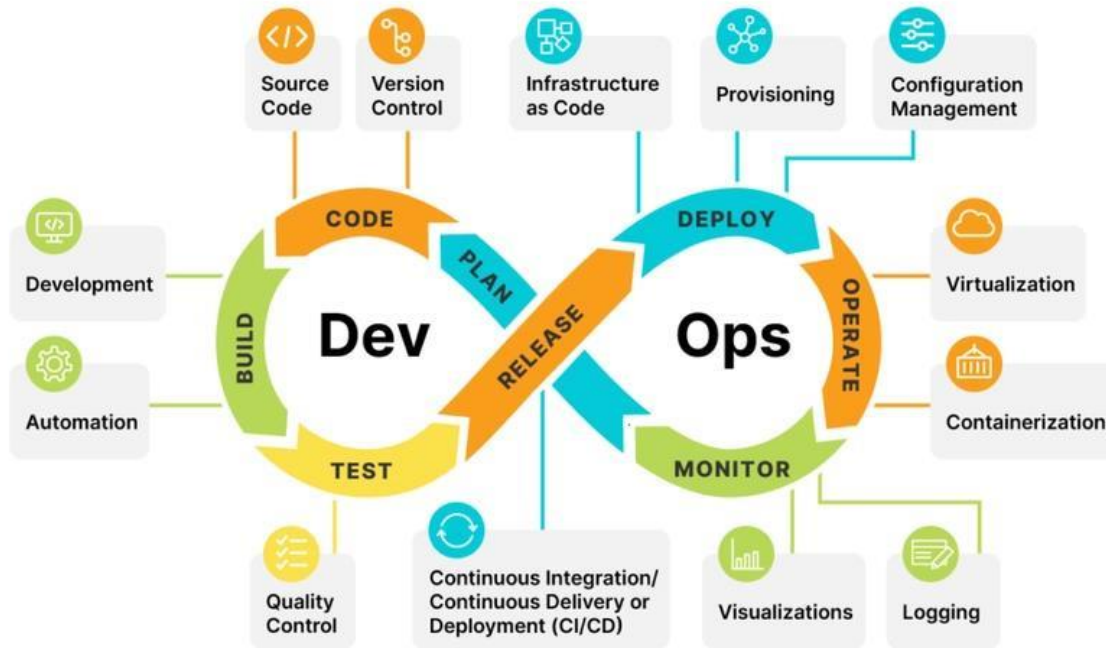 Source
Code
Version
Control
Infrastructure
as Code
Provisioning
Configuration
Management
CODE
PLAN
DEPLOY
Development
BUILD
Dev
RELEASE
Ops
OPERATE
Virtualization
Automation
Containerization
TEST
MONITOR
Quality
Control
Continuous Integration/
Continuous Delivery or
Deployment (CI/CD)
Visualizations
Logging